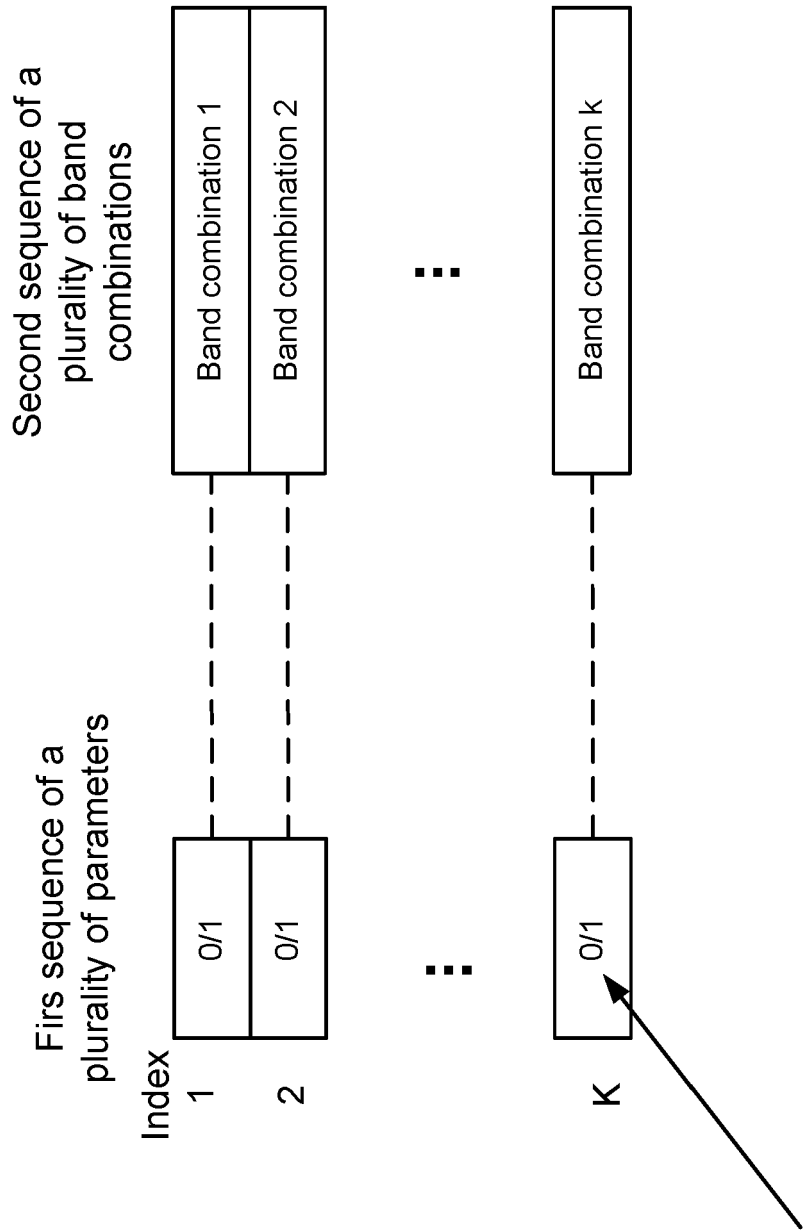 Firs sequence of a
plurality of parameters
Second sequence of a
plurality of band
combinations
Index
1
0/1
Band combination 1
2
0/1
Band combination 2
...
...
K
0/1
Band combination k